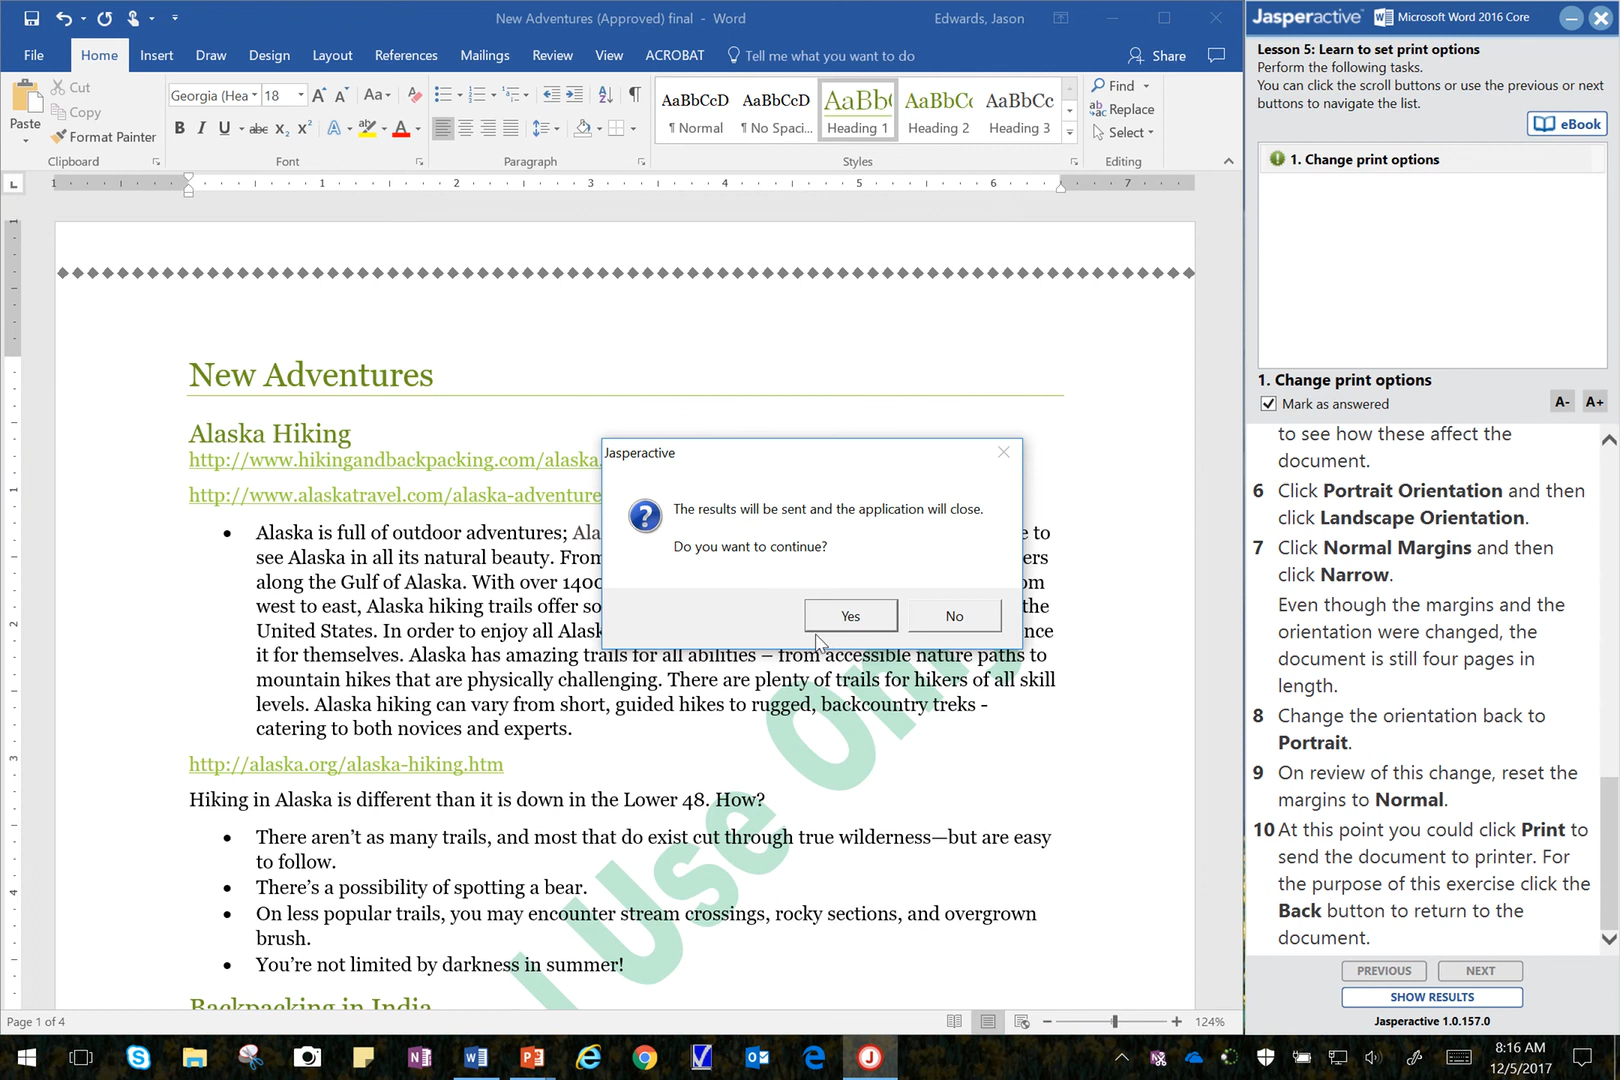 New Adventures (Approved) final - Word
Edwards, Jason
File Home Insert Draw Design Layout References Mailings Review View ACROBAT Tell me what you want to do Share
Paste
Cut
Copy
Format Painter
Clipboard
Georgia (Hea 18
Font
Paragraph
AaBbCcD AaBbCcD AaBb AaBbC AaBbCc
¶ Normal ¶ No Spaci... Heading 1 Heading 2 Heading 3
Styles
Find
Replace
Select
Editing
New Adventures
Alaska Hiking
http://www.hikingandbackpacking.com/alaska.
http://www.alaskatravel.com/alaska-adventure
• Alaska is full of outdoor adventures; Ala e to
see Alaska in all its natural beauty. From ers
along the Gulf of Alaska. With over 1400 om
west to east, Alaska hiking trails offer so the
United States. In order to enjoy all Alask nce
it for themselves. Alaska has amazing trails for all abilities – from accessible nature paths to
mountain hikes that are physically challenging. There are plenty of trails for hikers of all skill
levels. Alaska hiking can vary from short, guided hikes to rugged, backcountry treks -
catering to both novices and experts.
http://alaska.org/alaska-hiking.htm
Hiking in Alaska is different than it is down in the Lower 48. How?
• There aren't as many trails, and most that do exist cut through true wilderness—but are easy
to follow.
• There's a possibility of spotting a bear.
• On less popular trails, you may encounter stream crossings, rocky sections, and overgrown
brush.
• You're not limited by darkness in summer!
Backpacking in India
l Use Only
Jasperactive
The results will be sent and the application will close.
Do you want to continue?
Yes No
Page 1 of 4
124%
Jasperactive Microsoft Word 2016 Core
Lesson 5: Learn to set print options
Perform the following tasks.
You can click the scroll buttons or use the previous or next
buttons to navigate the list.
eBook
1. Change print options
1. Change print options
Mark as answered
A- A+
to see how these affect the
document.
6 Click Portrait Orientation and then
click Landscape Orientation.
7 Click Normal Margins and then
click Narrow.
Even though the margins and the
orientation were changed, the
document is still four pages in
length.
8 Change the orientation back to
Portrait.
9 On review of this change, reset the
margins to Normal.
10 At this point you could click Print to
send the document to printer. For
the purpose of this exercise click the
Back button to return to the
document.
PREVIOUS NEXT
SHOW RESULTS
Jasperactive 1.0.157.0
8:16 AM
12/5/2017